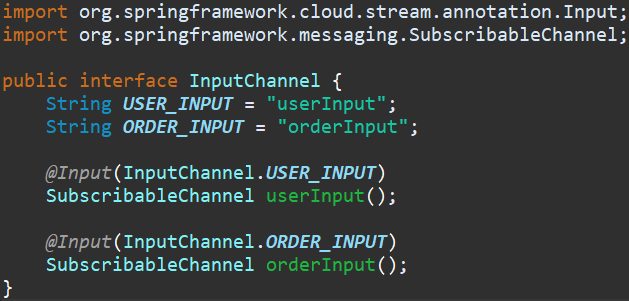 import org.springframework.cloud.stream.annotation.Input;
import org.springframework.messaging.SubscribableChannel;

public interface InputChannel {
    String USER_INPUT = "userInput";
    String ORDER_INPUT = "orderInput";

    @Input(InputChannel.USER_INPUT)
    SubscribableChannel userInput();

    @Input(InputChannel.ORDER_INPUT)
    SubscribableChannel orderInput();
}